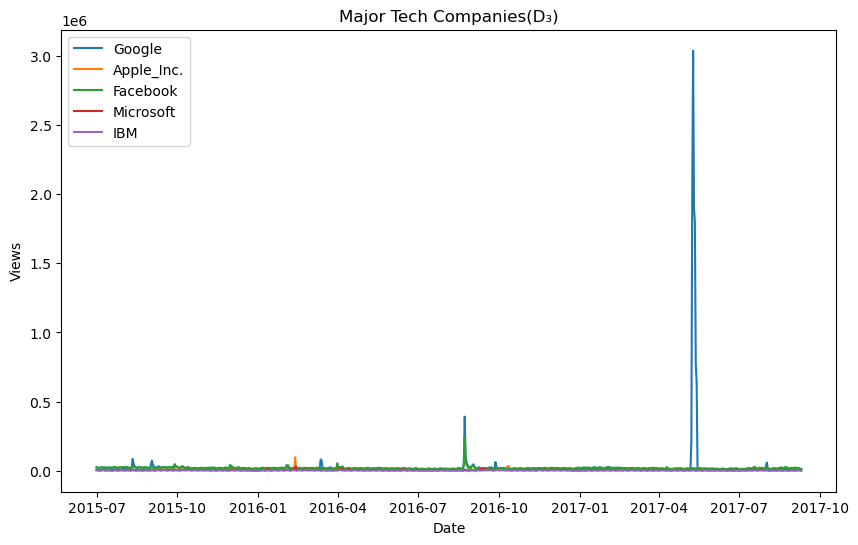 Major Tech Companies(D₃)
1e6
Google
Apple_Inc.
Facebook
Microsoft
IBM
3.0
2.5
2.0
1.5
1.0
0.5
0.0
Views
2015-07 2015-10 2016-01 2016-04 2016-07 2016-10 2017-01 2017-04 2017-07 2017-10
Date